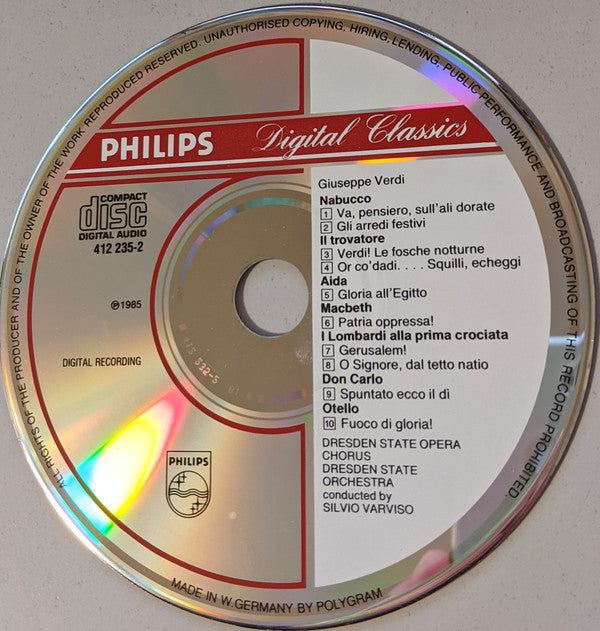 ALL RIGHTS OF THE PRODUCER AND OF THE OWNER OF THE WORK REPRODUCED RESERVED. UNAUTHORISED COPYING, HIRING, LENDING, PUBLIC PERFORMANCE AND BROADCASTING OF THIS RECORD PROHIBITED.
PHILIPS Digital Classics
COMPACT
disc
DIGITAL AUDIO
412 235-2
℗1985
DIGITAL RECORDING
PHILIPS
Giuseppe Verdi
Nabucco
1 Va, pensiero, sull'ali dorate
2 Gli arredi festivi
Il trovatore
3 Verdi! Le fosche notturne
4 Or co'dadi. . . . Squilli, echeggi
Aida
5 Gloria all'Egitto
Macbeth
6 Patria oppressa!
I Lombardi alla prima crociata
7 Gerusalem!
8 O Signore, dal tetto natio
Don Carlo
9 Spuntato ecco il dì
Otello
10 Fuoco di gloria!
DRESDEN STATE OPERA
CHORUS
DRESDEN STATE
ORCHESTRA
conducted by
SILVIO VARVISO
MADE IN W.GERMANY BY POLYGRAM